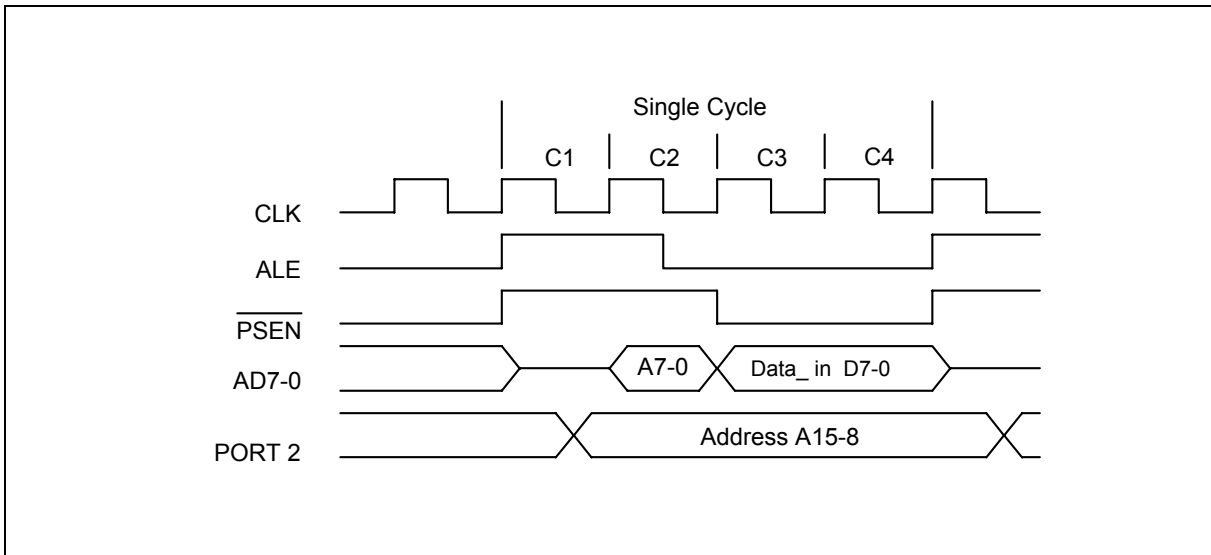 Single Cycle
C1 C2 C3 C4
CLK
ALE
PSEN
AD7-0 A7-0 Data_ in D7-0
PORT 2 Address A15-8